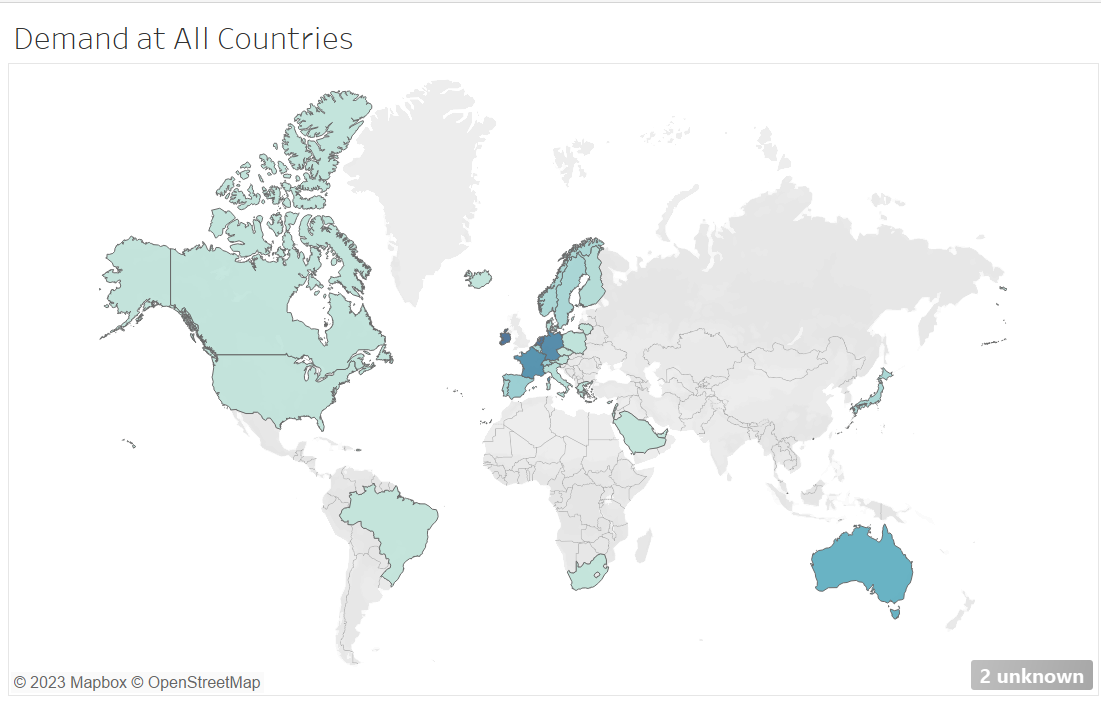 Demand at All Countries
© 2023 Mapbox © OpenStreetMap
2 unknown